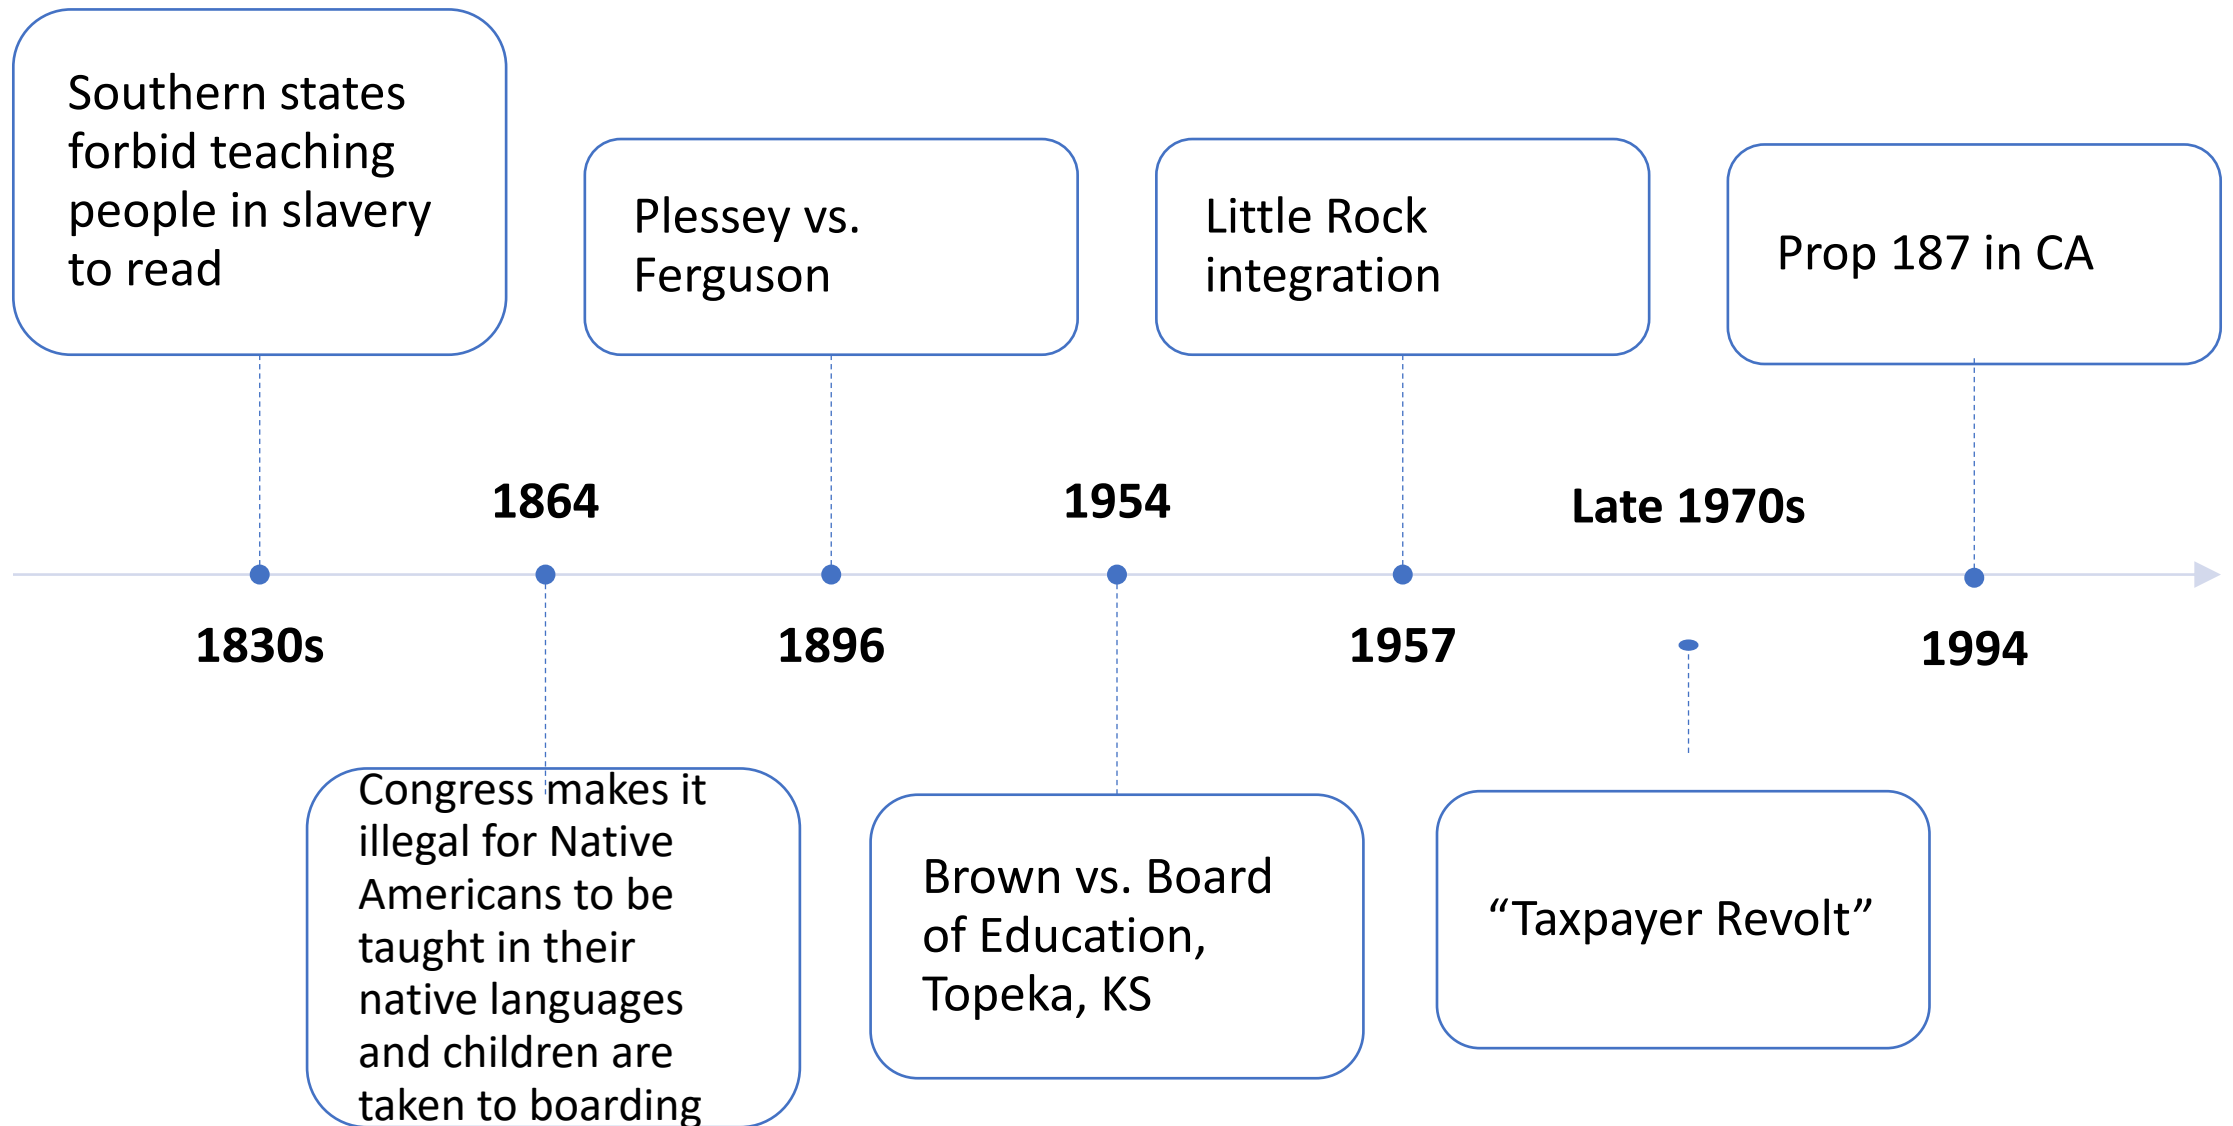 Southern states
forbid teaching
people in slavery
to read
Plessey vs.
Ferguson
Little Rock
integration
Prop 187 in CA
1864
1954
Late 1970s
1830s
1896
1957
1994
Congress makes it
illegal for Native
Americans to be
taught in their
native languages
and children are
taken to boarding
Brown vs. Board
of Education,
Topeka, KS
“Taxpayer Revolt”